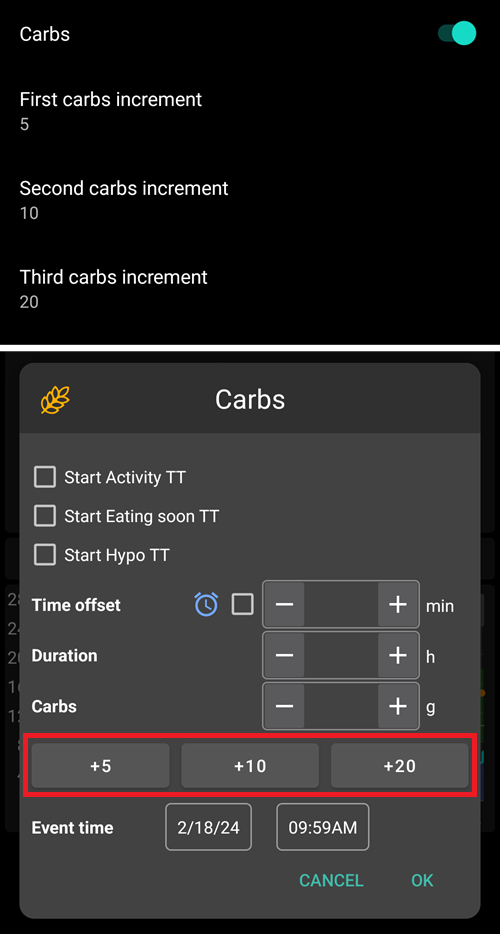 Carbs
First carbs increment
5
Second carbs increment
10
Third carbs increment
20
Carbs
Start Activity TT
Start Eating soon TT
Start Hypo TT
Time offset − + min
Duration − + h
Carbs − + g
+5 +10 +20
Event time 2/18/24 09:59AM
CANCEL OK